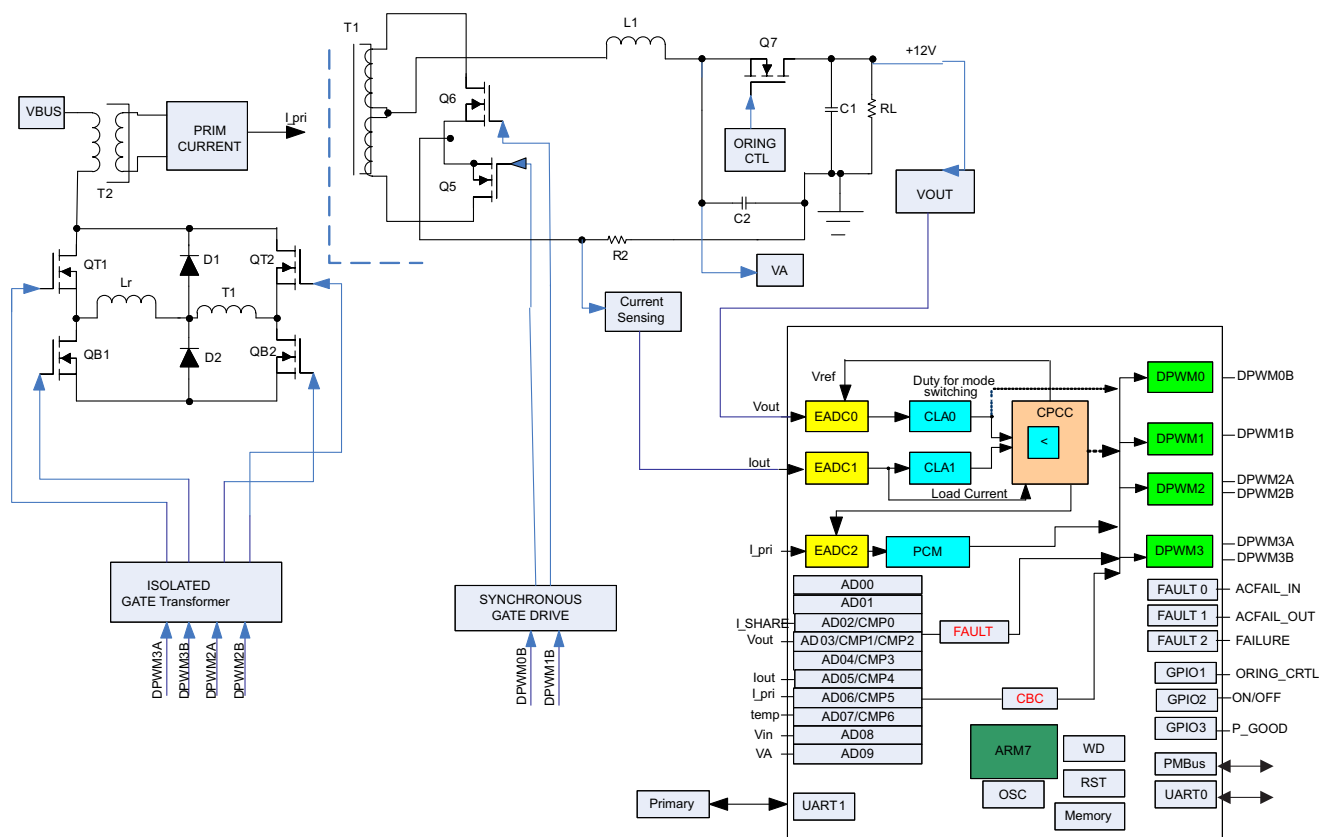 T1
L1
Q7
+12V
VBUS
PRIM
CURRENT
I_pri
Q6
C1
RL
ORING
CTL
T2
Q5
VOUT
C2
R2
VA
QT1
D1
QT2
Lr
T1
Current
Sensing
QB1
D2
QB2
Vref
Duty for mode
switching
DPWM0
DPWM0B
Vout
EADC0
CLA0
CPCC
<
DPWM1
DPWM1B
Iout
EADC1
CLA1
Load Current
DPWM2
DPWM2A
DPWM2B
I_pri
EADC2
PCM
DPWM3
DPWM3A
DPWM3B
ISOLATED
GATE Transformer
SYNCHRONOUS
GATE DRIVE
AD00
AD01
I_SHARE
AD02/CMP0
Vout
AD03/CMP1/CMP2
AD04/CMP3
Iout
AD05/CMP4
I_pri
AD06/CMP5
temp
AD07/CMP6
Vin
AD08
VA
AD09
FAULT
CBC
FAULT 0
ACFAIL_IN
FAULT 1
ACFAIL_OUT
FAULT 2
FAILURE
GPIO1
ORING_CRTL
GPIO2
ON/OFF
GPIO3
P_GOOD
DPWM3A
DPWM3B
DPWM2A
DPWM2B
DPWM0B
DPWM1B
ARM7
WD
OSC
RST
Memory
PMBus
UART0
Primary
UART1